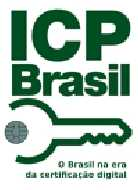 ICP
Brasil
O Brasil na era
da certificação digital